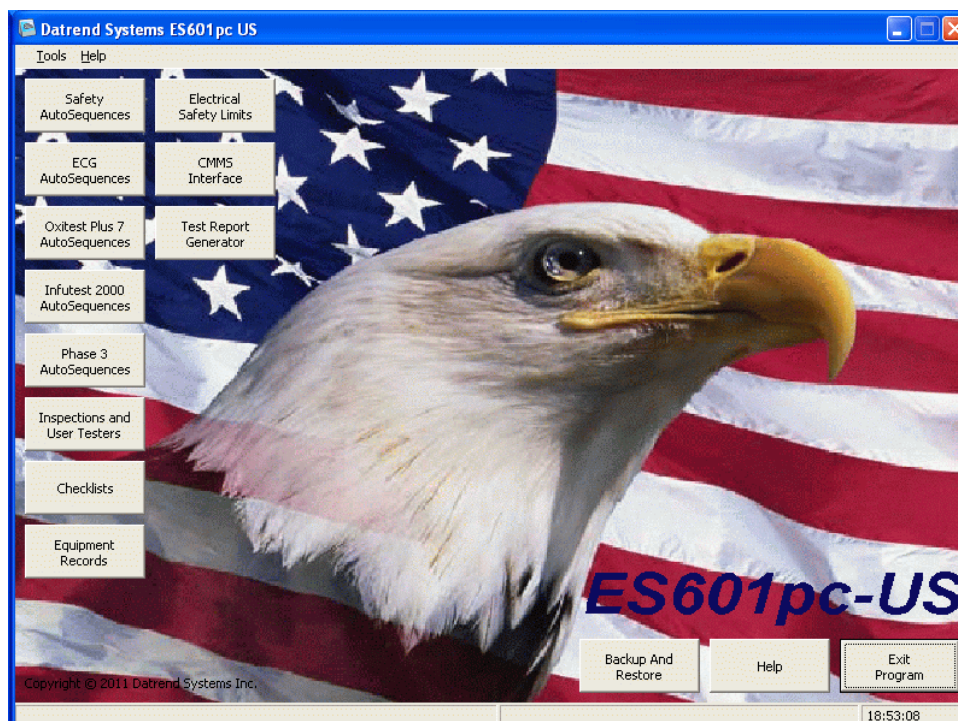 Datrend Systems ES601pc US
Tools Help
Safety
AutoSequences
Electrical
Safety Limits
ECG
AutoSequences
CMMS
Interface
Oxitest Plus 7
AutoSequences
Test Report
Generator
Infutest 2000
AutoSequences
Phase 3
AutoSequences
Inspections and
User Testers
Checklists
Equipment
Records
ES601pc-US
Backup And
Restore
Help
Exit
Program
Copyright © 2011 Datrend Systems Inc.
18:53:08